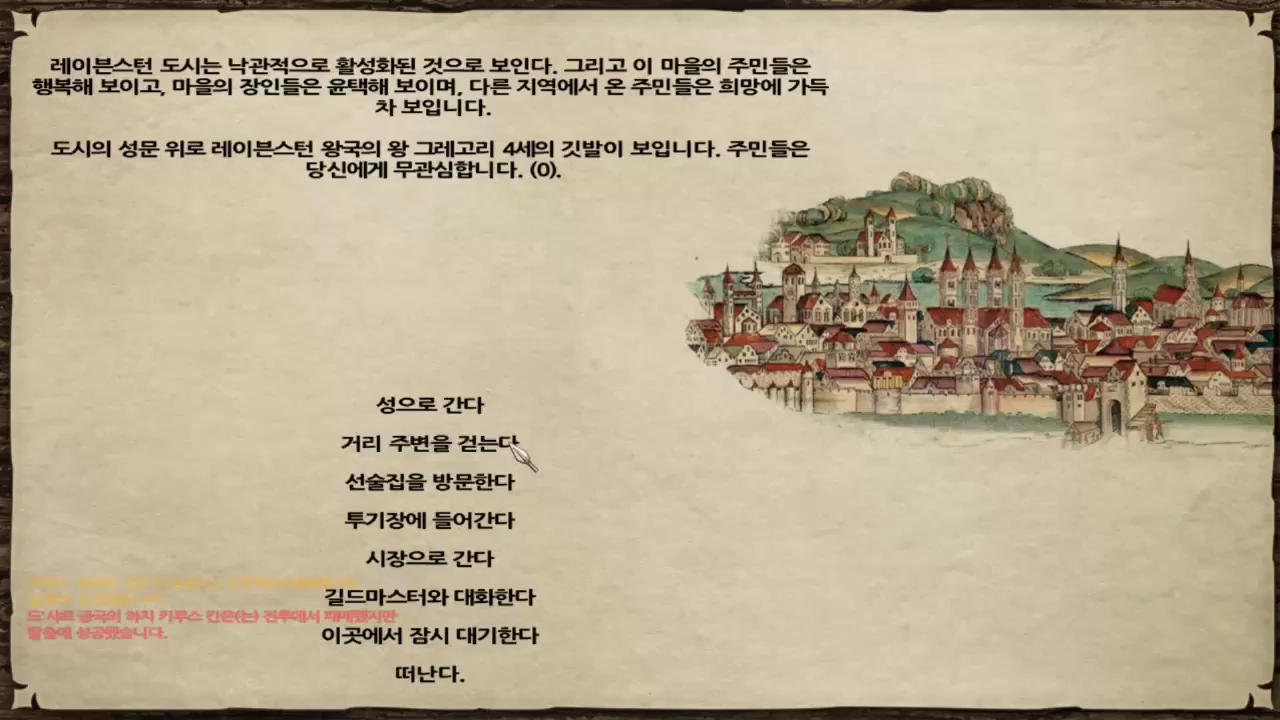 레이븐스턴 도시는 낙관적으로 활성화된 것으로 보인다. 그리고 이 마을의 주민들은
행복해 보이고, 마을의 장인들은 윤택해 보이며, 다른 지역에서 온 주민들은 희망에 가득
차 보입니다.
도시의 성문 위로 레이븐스턴 왕국의 왕 그레고리 4세의 깃발이 보입니다. 주민들은
당신에게 무관심합니다. (0).
성으로 간다
거리 주변을 걷는다
선술집을 방문한다
투기장에 들어간다
시장으로 간다
길드마스터와 대화한다
이곳에서 잠시 대기한다
떠난다.
드'샤르 공국의 하치 키루스 칸은(는) 전투에서 패배했지만
탈출에 성공했습니다.